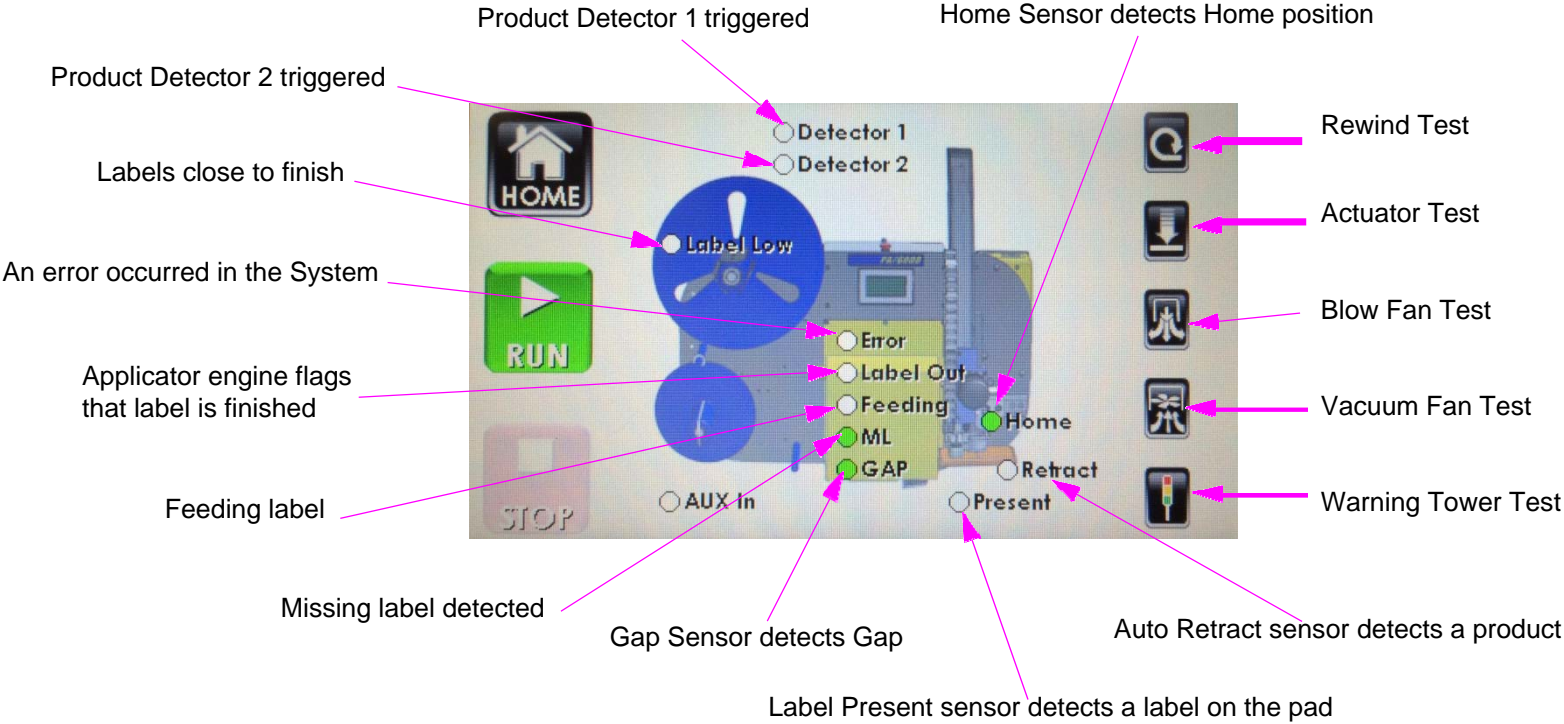 Product Detector 1 triggered
Home Sensor detects Home position
Product Detector 2 triggered
Labels close to finish
An error occurred in the System
Applicator engine flags
that label is finished
Feeding label
Missing label detected
Gap Sensor detects Gap
Label Present sensor detects a label on the pad
Auto Retract sensor detects a product
Rewind Test
Actuator Test
Blow Fan Test
Vacuum Fan Test
Warning Tower Test
HOME
RUN
STOP
Detector 1
Detector 2
Label Low
PA/6000
Error
Label Out
Feeding
ML
GAP
AUX In
Home
Retract
Present